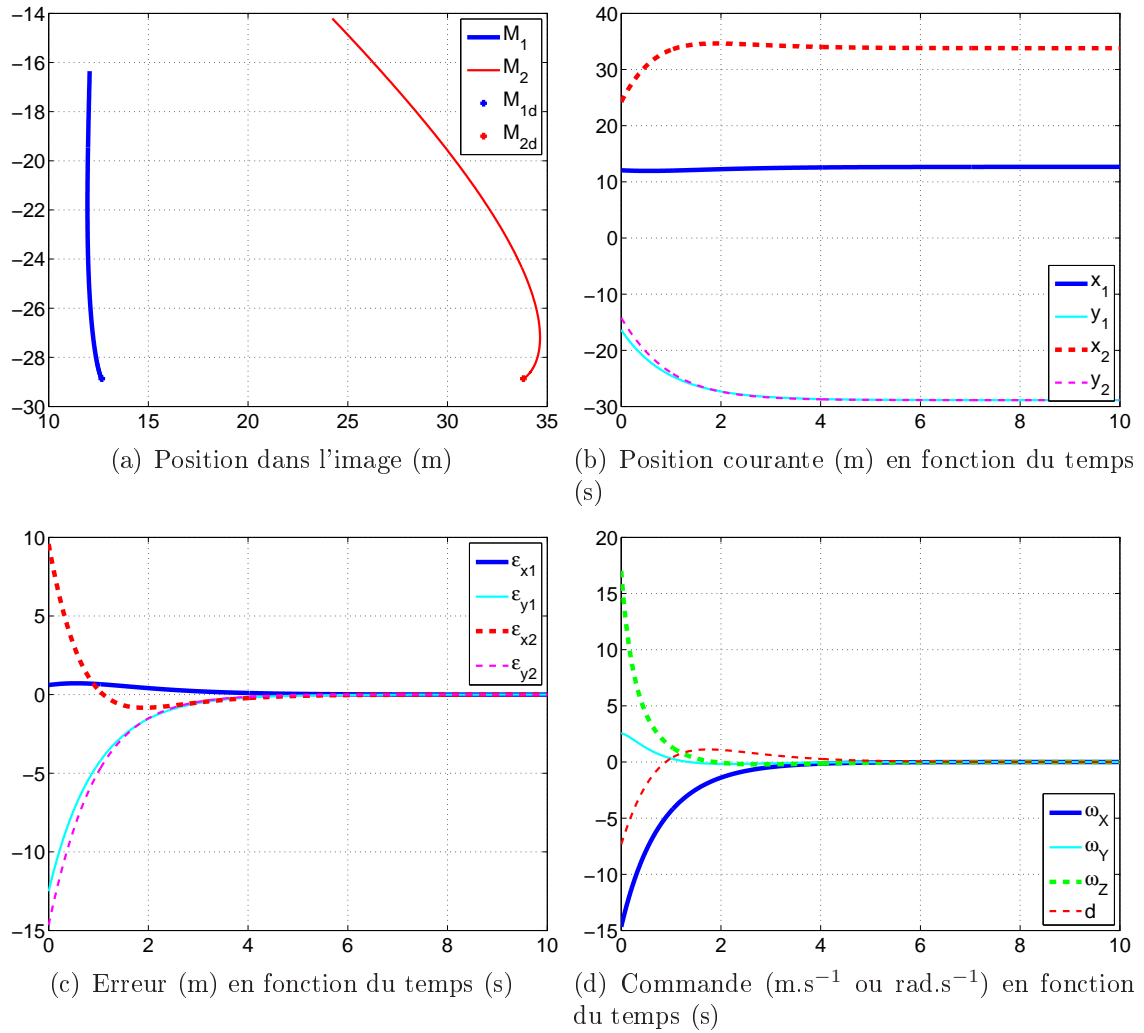 −14
−16
−18
−20
−22
−24
−26
−28
−30
10 15 20 25 30 35
M1
M2
M1d
M2d
(a) Position dans l'image (m)
40
30
20
10
0
−10
−20
−30
0 2 4 6 8 10
x1
y1
x2
y2
(b) Position courante (m) en fonction du temps
(s)
10
5
0
−5
−10
−15
0 2 4 6 8 10
εx1
εy1
εx2
εy2
(c) Erreur (m) en fonction du temps (s)
20
15
10
5
0
−5
−10
−15
0 2 4 6 8 10
ωX
ωY
ωZ
d
(d) Commande (m.s⁻¹ ou rad.s⁻¹) en fonction
du temps (s)